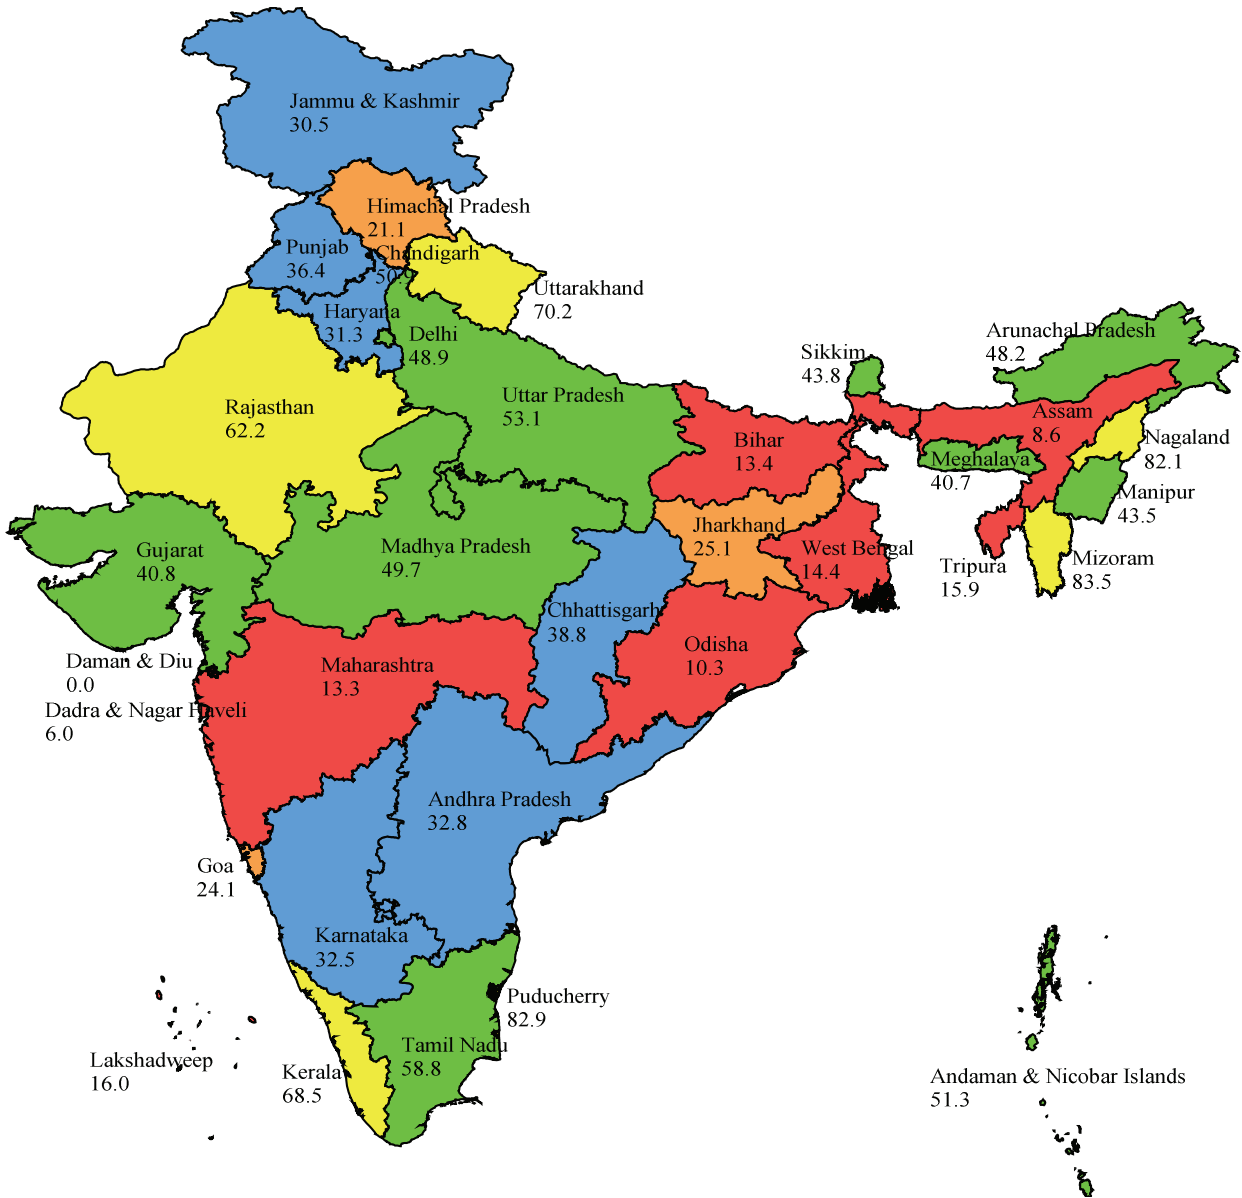 Jammu & Kashmir
30.5
Himachal Pradesh
21.1
Punjab
36.4
Chandigarh
Uttarakhand
70.2
Haryana
31.3
Delhi
48.9
Arunachal Pradesh
48.2
Sikkim
43.8
Uttar Pradesh
53.1
Rajasthan
62.2
Assam
8.6
Bihar
13.4
Nagaland
82.1
Meghalaya
40.7
Manipur
43.5
Jharkhand
25.1
Gujarat
40.8
Madhya Pradesh
49.7
West Bengal
14.4
Tripura
15.9
Mizoram
83.5
Chhattisgarh
38.8
Odisha
10.3
Daman & Diu
0.0
Maharashtra
13.3
Dadra & Nagar Haveli
6.0
Andhra Pradesh
32.8
Goa
24.1
Karnataka
32.5
Puducherry
82.9
Lakshadweep
16.0
Kerala
68.5
Tamil Nadu
58.8
Andaman & Nicobar Islands
51.3